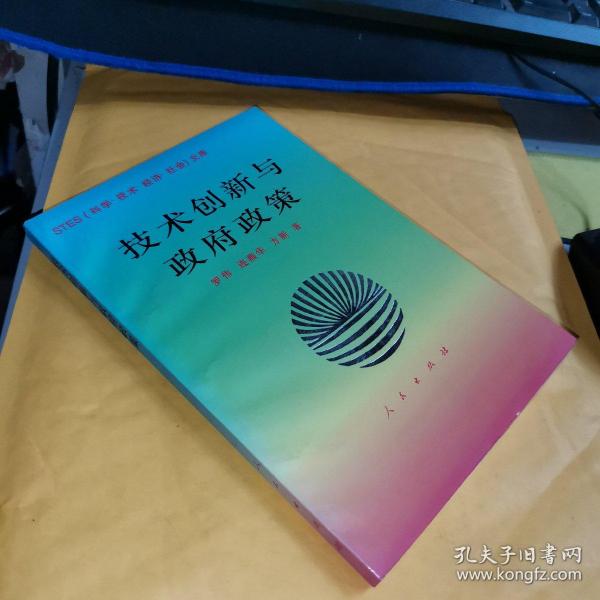 STES(科学 技术 经济 社会)文库
技术创新与
政府政策
罗伟 连燕华 方新 著
人民出版社
孔夫子旧书网
www.kongfz.com